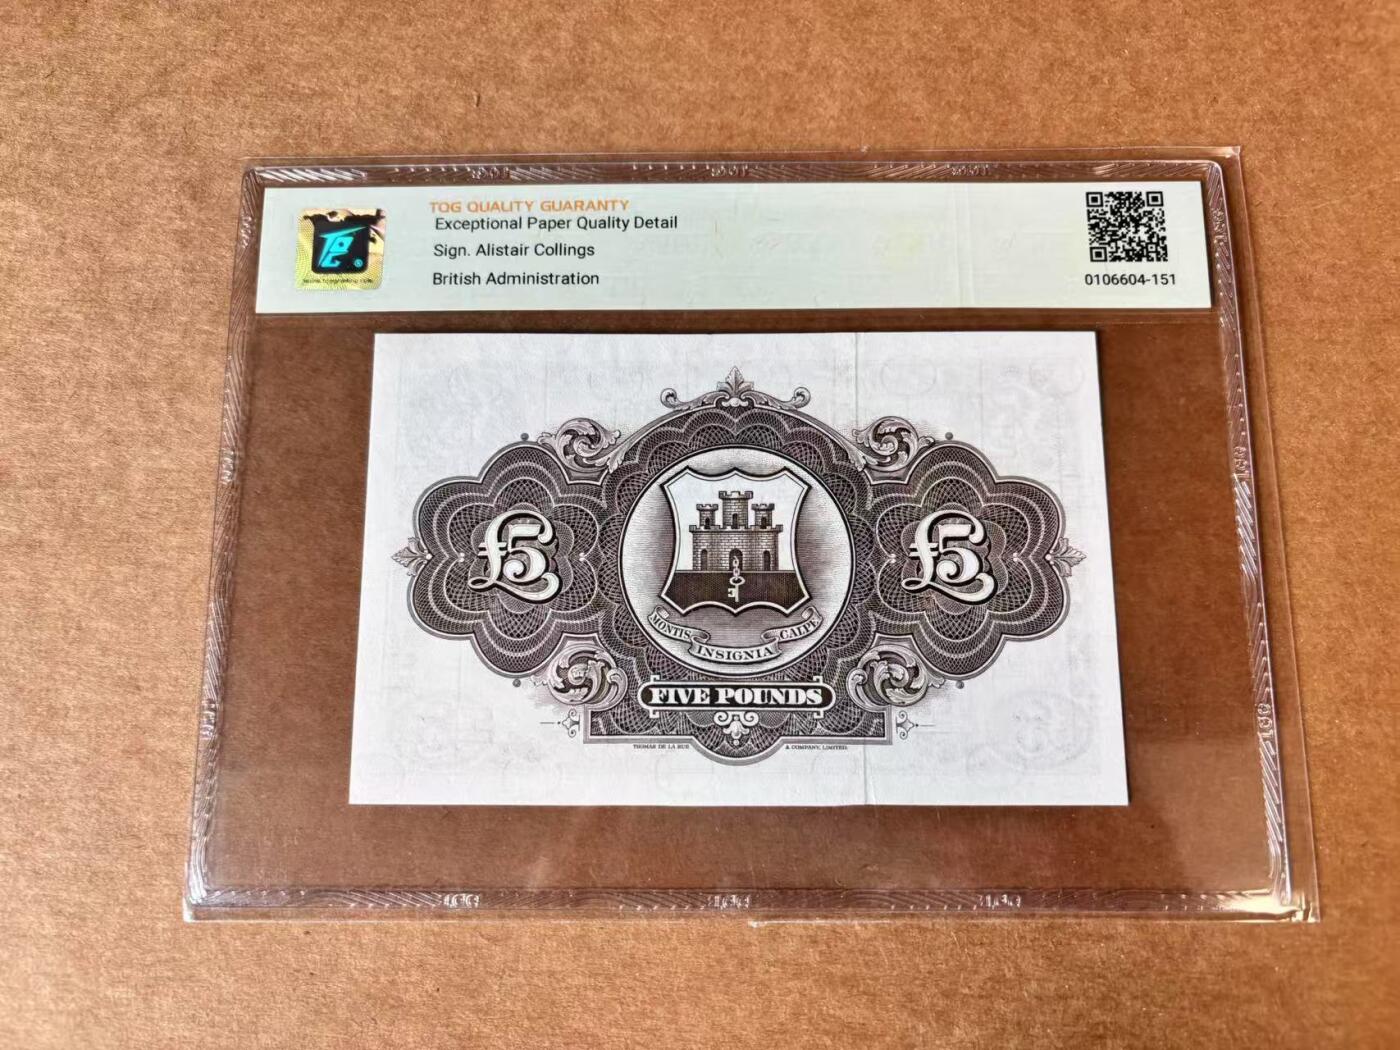 TQG QUALITY GUARANTY
Exceptional Paper Quality Detail
Sign. Alistair Collings
British Administration
0106604-151
£5
£5
MONTIS INSIGNIA CALPE
FIVE POUNDS
THOMAS DE LA RUE & COMPANY, LIMITED.